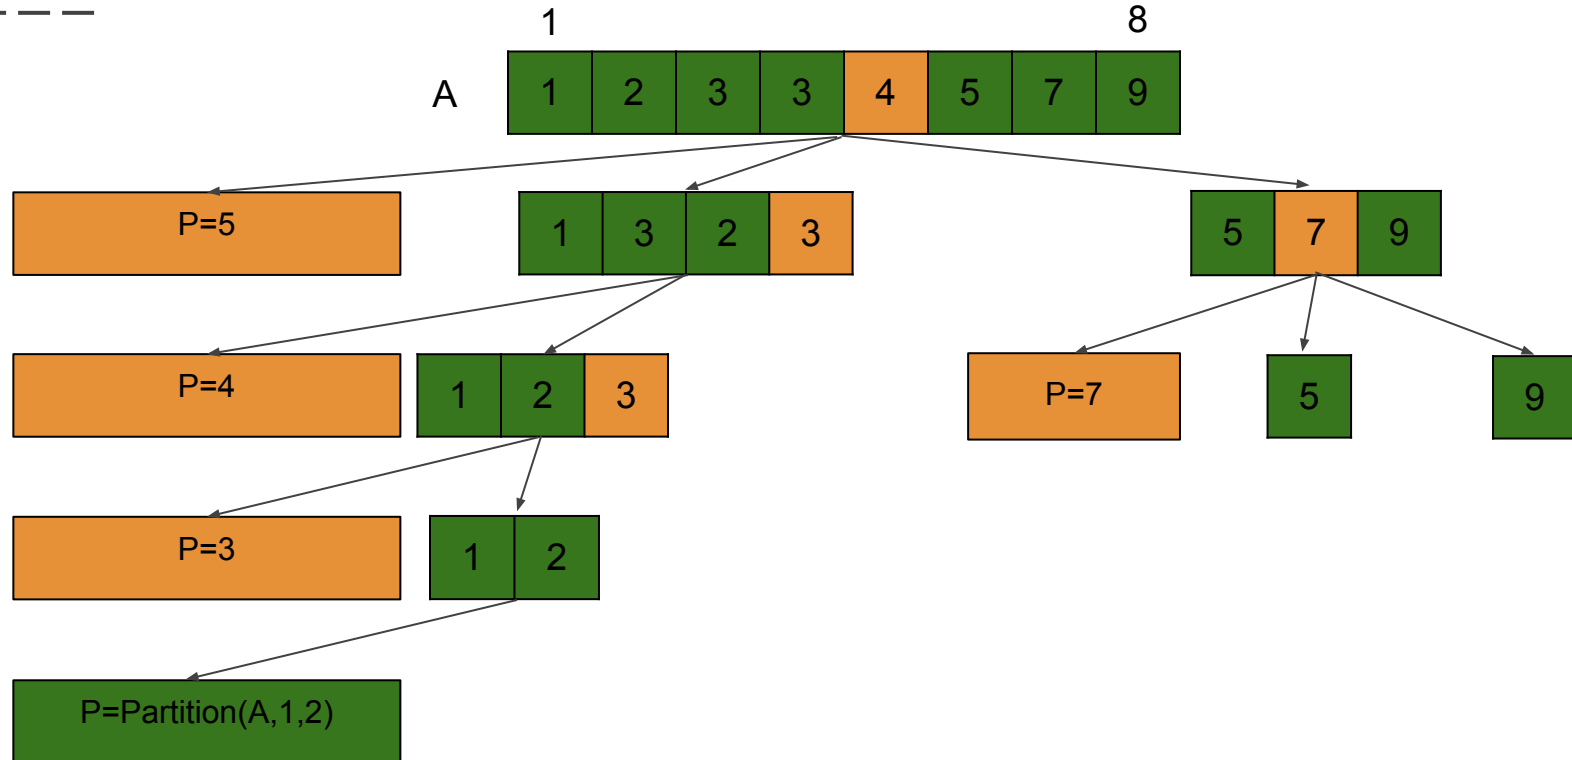 1 8
A 1 2 3 3 4 5 7 9
P=5 1 3 2 3 5 7 9
P=4 1 2 3 P=7 5 9
P=3 1 2
P=Partition(A,1,2)